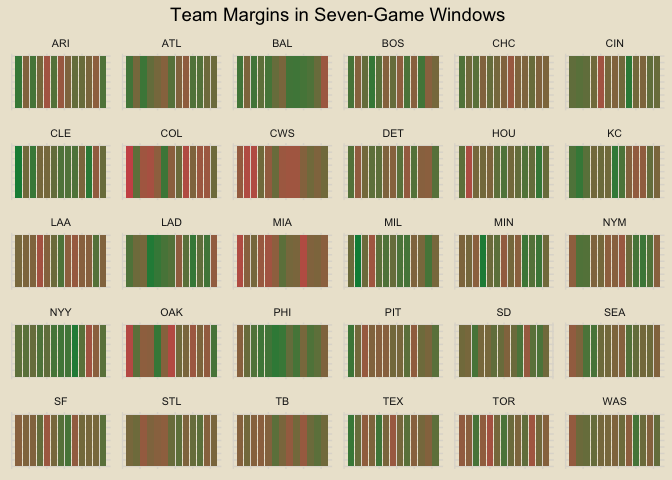 Team Margins in Seven-Game Windows
ARI ATL BAL BOS CHC CIN
CLE COL CWS DET HOU KC
LAA LAD MIA MIL MIN NYM
NYY OAK PHI PIT SD SEA
SF STL TB TEX TOR WAS